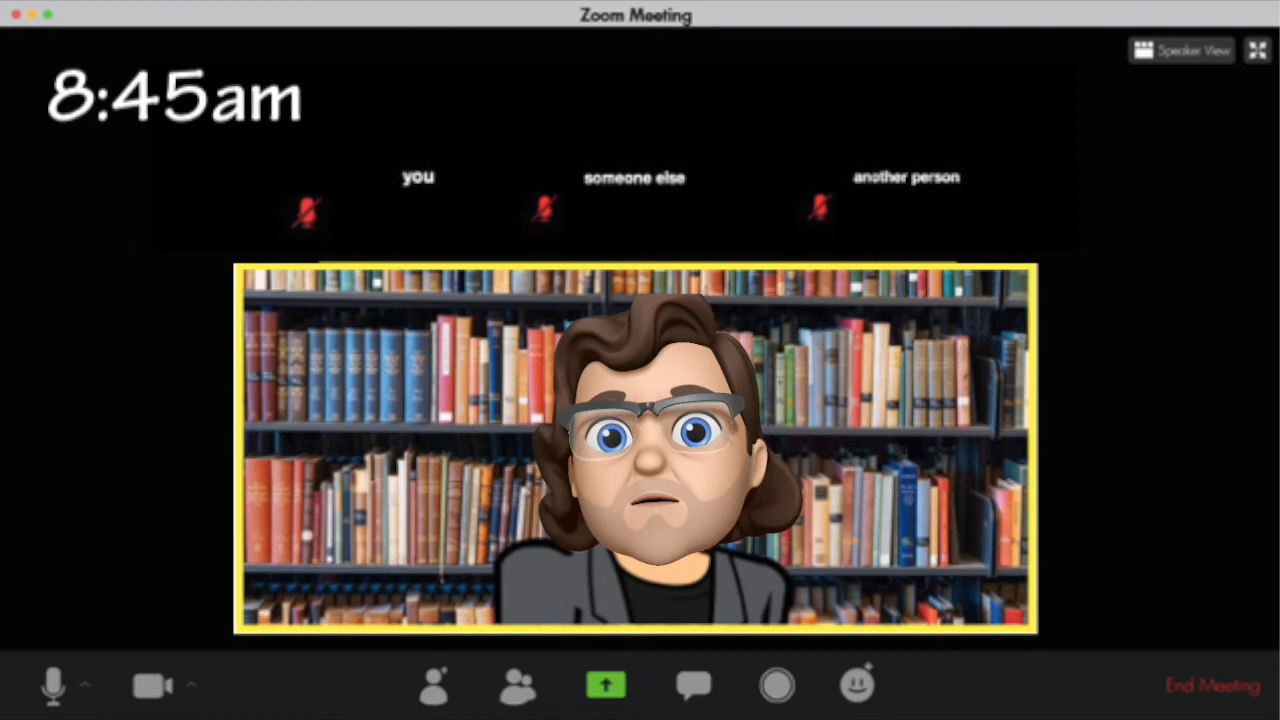 Zoom Meeting
Speaker View
8:45am
you
someone else
another person
End Meeting